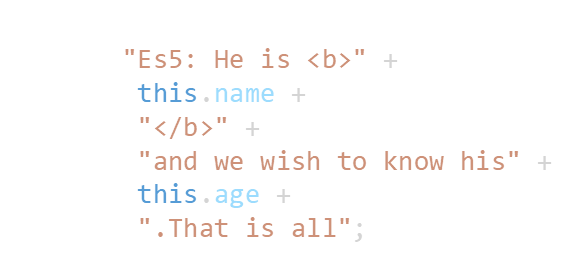 "Es5: He is <b>" +
this.name +
"</b>" +
"and we wish to know his" +
this.age +
".That is all";